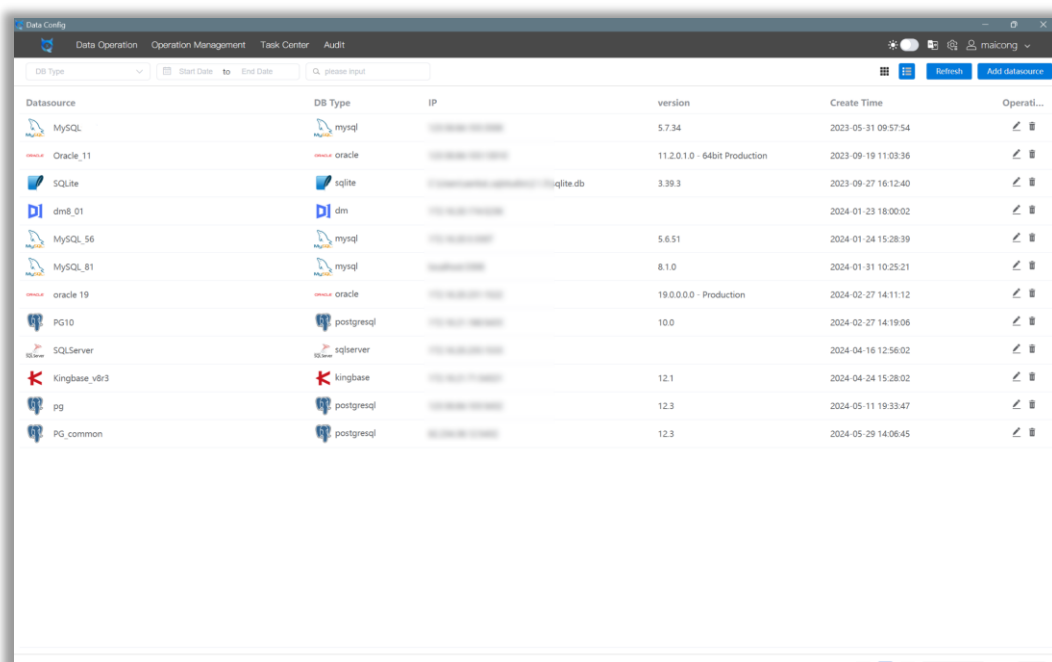 Data Config
Data Operation Operation Management Task Center Audit maicong
DB Type Start Date to End Date please input Refresh Add datasource
Datasource DB Type IP version Create Time Operati...
MySQL mysql 5.7.34 2023-05-31 09:57:54
Oracle_11 oracle 11.2.0.1.0 - 64bit Production 2023-09-19 11:03:36
SQLite sqlite qlite.db 3.39.3 2023-09-27 16:12:40
dm8_01 dm 2024-01-23 18:00:02
MySQL_56 mysql 5.6.51 2024-01-24 15:28:39
MySQL_81 mysql 8.1.0 2024-01-31 10:25:21
oracle 19 oracle 19.0.0.0.0 - Production 2024-02-27 14:11:12
PG10 postgresql 10.0 2024-02-27 14:19:06
SQLServer sqlserver 2024-04-16 12:56:02
Kingbase_v8r3 kingbase 12.1 2024-04-24 15:28:02
pg postgresql 12.3 2024-05-11 19:33:47
PG_common postgresql 12.3 2024-05-29 14:06:45